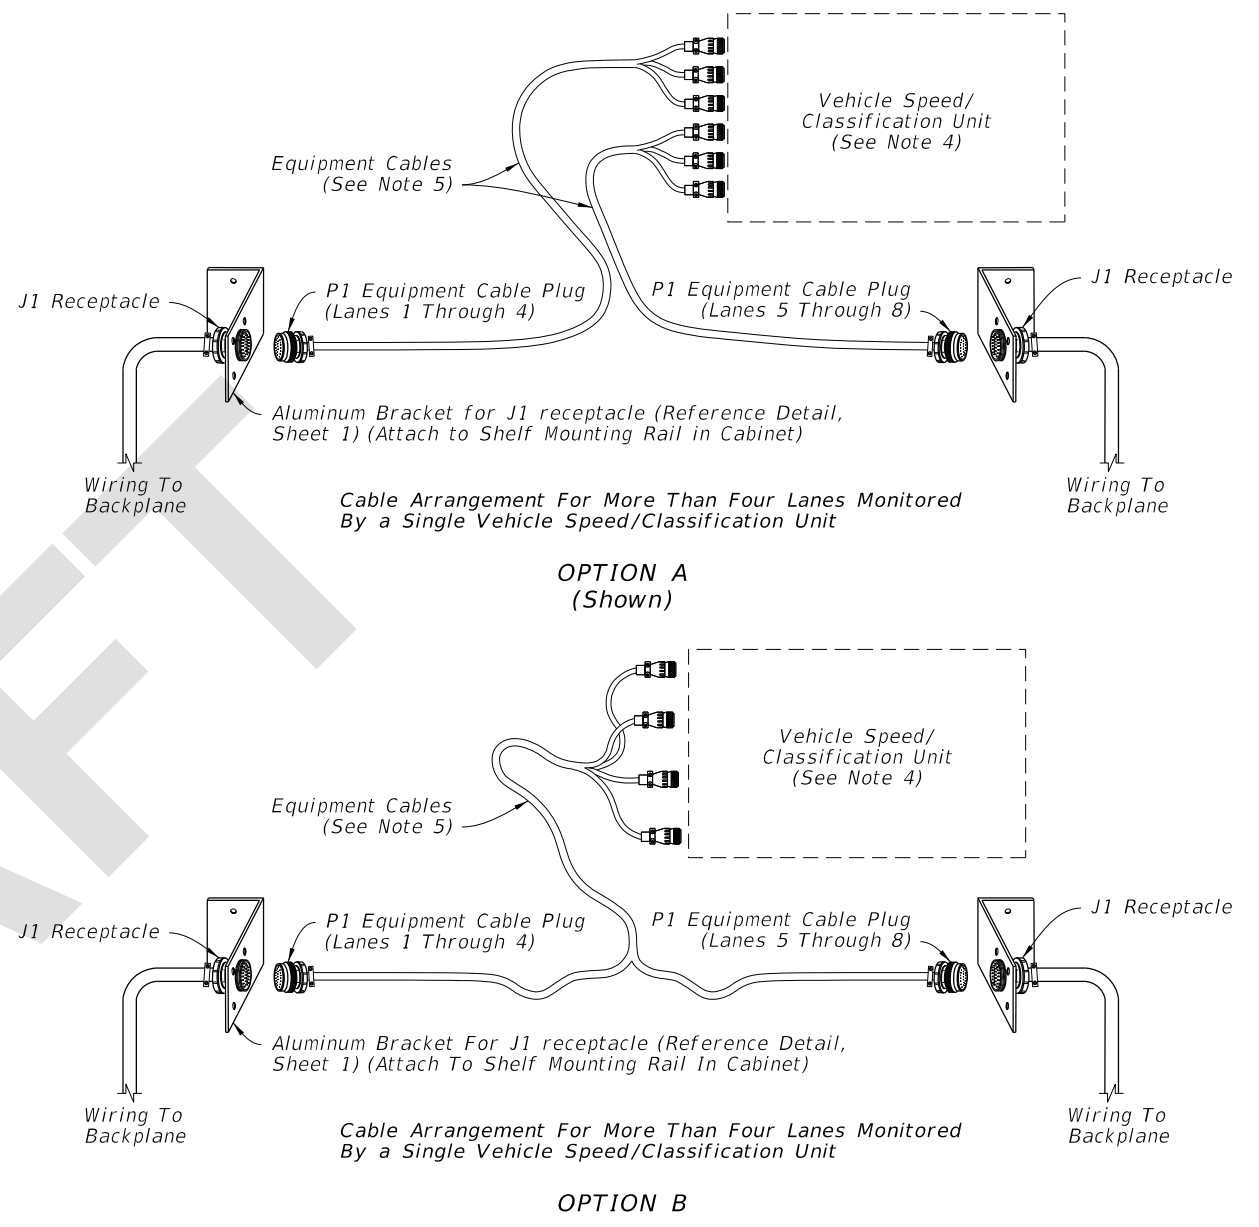 Vehicle Speed/
Classification Unit
(See Note 4)
Equipment Cables
(See Note 5)
J1 Receptacle
P1 Equipment Cable Plug
(Lanes 1 Through 4)
P1 Equipment Cable Plug
(Lanes 5 Through 8)
J1 Receptacle
Aluminum Bracket for J1 receptacle (Reference Detail,
Sheet 1) (Attach to Shelf Mounting Rail in Cabinet)
Wiring To
Backplane
Wiring To
Backplane
Cable Arrangement For More Than Four Lanes Monitored
By a Single Vehicle Speed/Classification Unit
OPTION A
(Shown)
Vehicle Speed/
Classification Unit
(See Note 4)
Equipment Cables
(See Note 5)
J1 Receptacle
P1 Equipment Cable Plug
(Lanes 1 Through 4)
P1 Equipment Cable Plug
(Lanes 5 Through 8)
J1 Receptacle
Aluminum Bracket For J1 receptacle (Reference Detail,
Sheet 1) (Attach To Shelf Mounting Rail In Cabinet)
Wiring To
Backplane
Wiring To
Backplane
Cable Arrangement For More Than Four Lanes Monitored
By a Single Vehicle Speed/Classification Unit
OPTION B